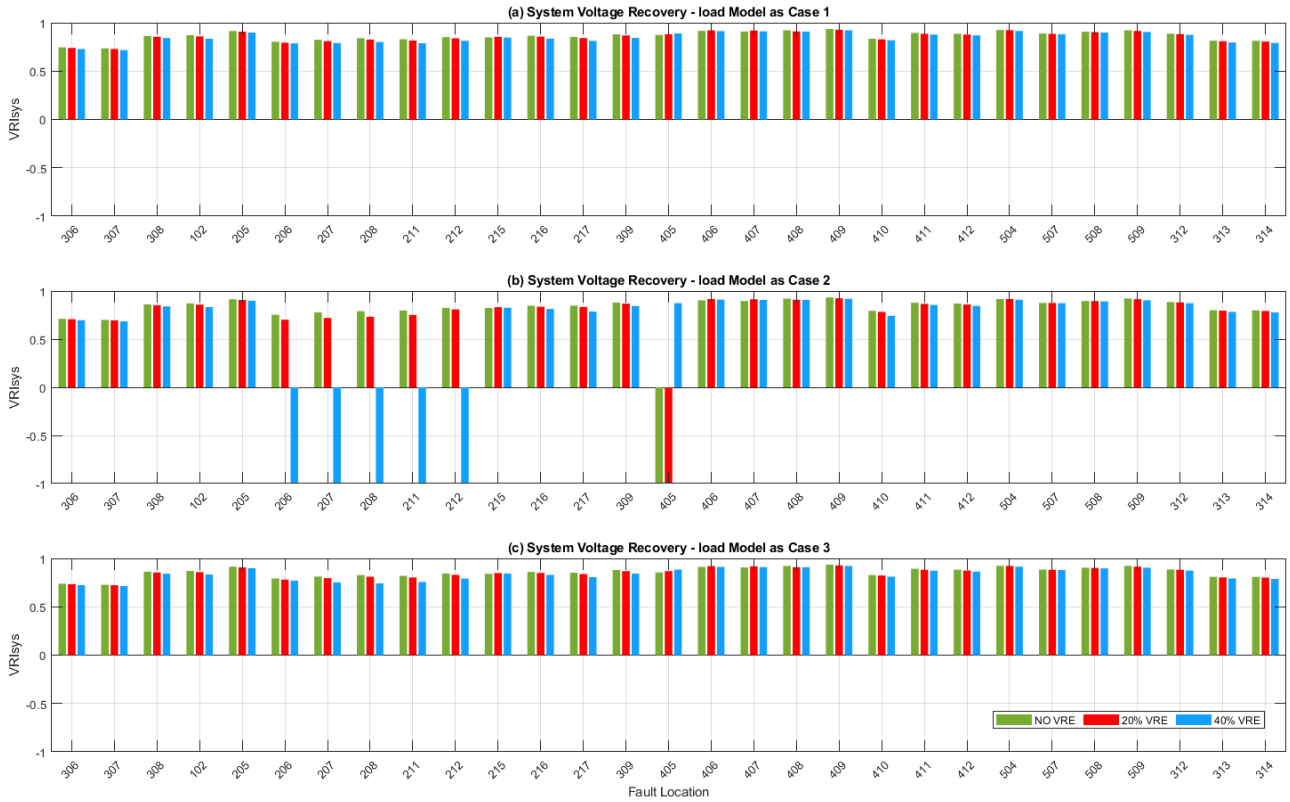 (a) System Voltage Recovery - load Model as Case 1
VRIsys
1
0.5
0
-0.5
-1
306 307 308 102 205 206 207 208 211 212 215 216 217 309 405 406 407 408 409 410 411 412 504 507 508 509 312 313 314
(b) System Voltage Recovery - load Model as Case 2
VRIsys
1
0.5
0
-0.5
-1
306 307 308 102 205 206 207 208 211 212 215 216 217 309 405 406 407 408 409 410 411 412 504 507 508 509 312 313 314
(c) System Voltage Recovery - load Model as Case 3
VRIsys
1
0.5
0
-0.5
-1
NO VRE 20% VRE 40% VRE
306 307 308 102 205 206 207 208 211 212 215 216 217 309 405 406 407 408 409 410 411 412 504 507 508 509 312 313 314
Fault Location